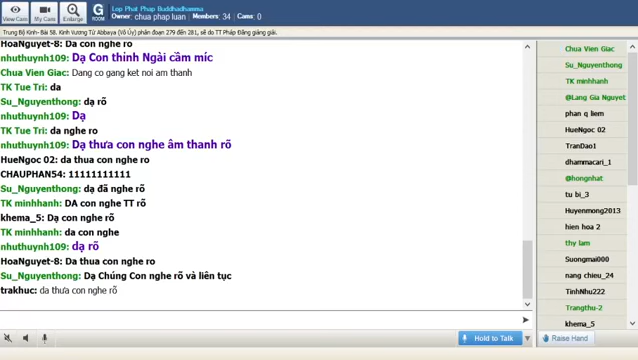 View Cam
My Cam
Enlarge
G
ROOM
Lop Phat Phap Buddhadhamma
Owner: chua phap luan Members: 34 Cams: 0
Trung Bộ Kinh- Bài 58. Kinh Vương Tử Abbaya (Vô Úy) phân đoạn 279 đến 281, sẽ do TT Pháp Đăng giảng giải.
HoaNguyet-8: Da con nghe ro
nhuthuynh109: Dạ Con thỉnh Ngài cầm míc
Chua Vien Giac: Dang co gang ket noi am thanh
TK Tue Tri: da
Su_Nguyenthong: dạ rõ
nhuthuynh109: Dạ
TK Tue Tri: da nghe ro
nhuthuynh109: Dạ thưa con nghe âm thanh rõ
HueNgoc 02: da thua con nghe ro
CHAUPHAN54: 11111111111
Su_Nguyenthong: dạ đã nghe rõ
TK minhhanh: DA con nghe TT rõ
khema_5: Dạ con nghe rõ
TK minhhanh: da con nghe
nhuthuynh109: dạ rõ
HoaNguyet-8: Da thua con nghe ro
Su_Nguyenthong: Dạ Chúng Con nghe rõ và liên tục
trakhuc: da thưa con nghe rõ
Chua Vien Giac
Su_Nguyenthong
TK minhhanh
@Lang Gia Nguyet
phan q liem
HueNgoc 02
TranDao1
dhammacari_1
@hongnhat
tu bi_3
Huyenmong2013
hien hoa 2
thy lam
Suongmai000
nang chieu_24
TinhNhu222
Trangthu-2
khema_5
Hold to Talk
Raise Hand